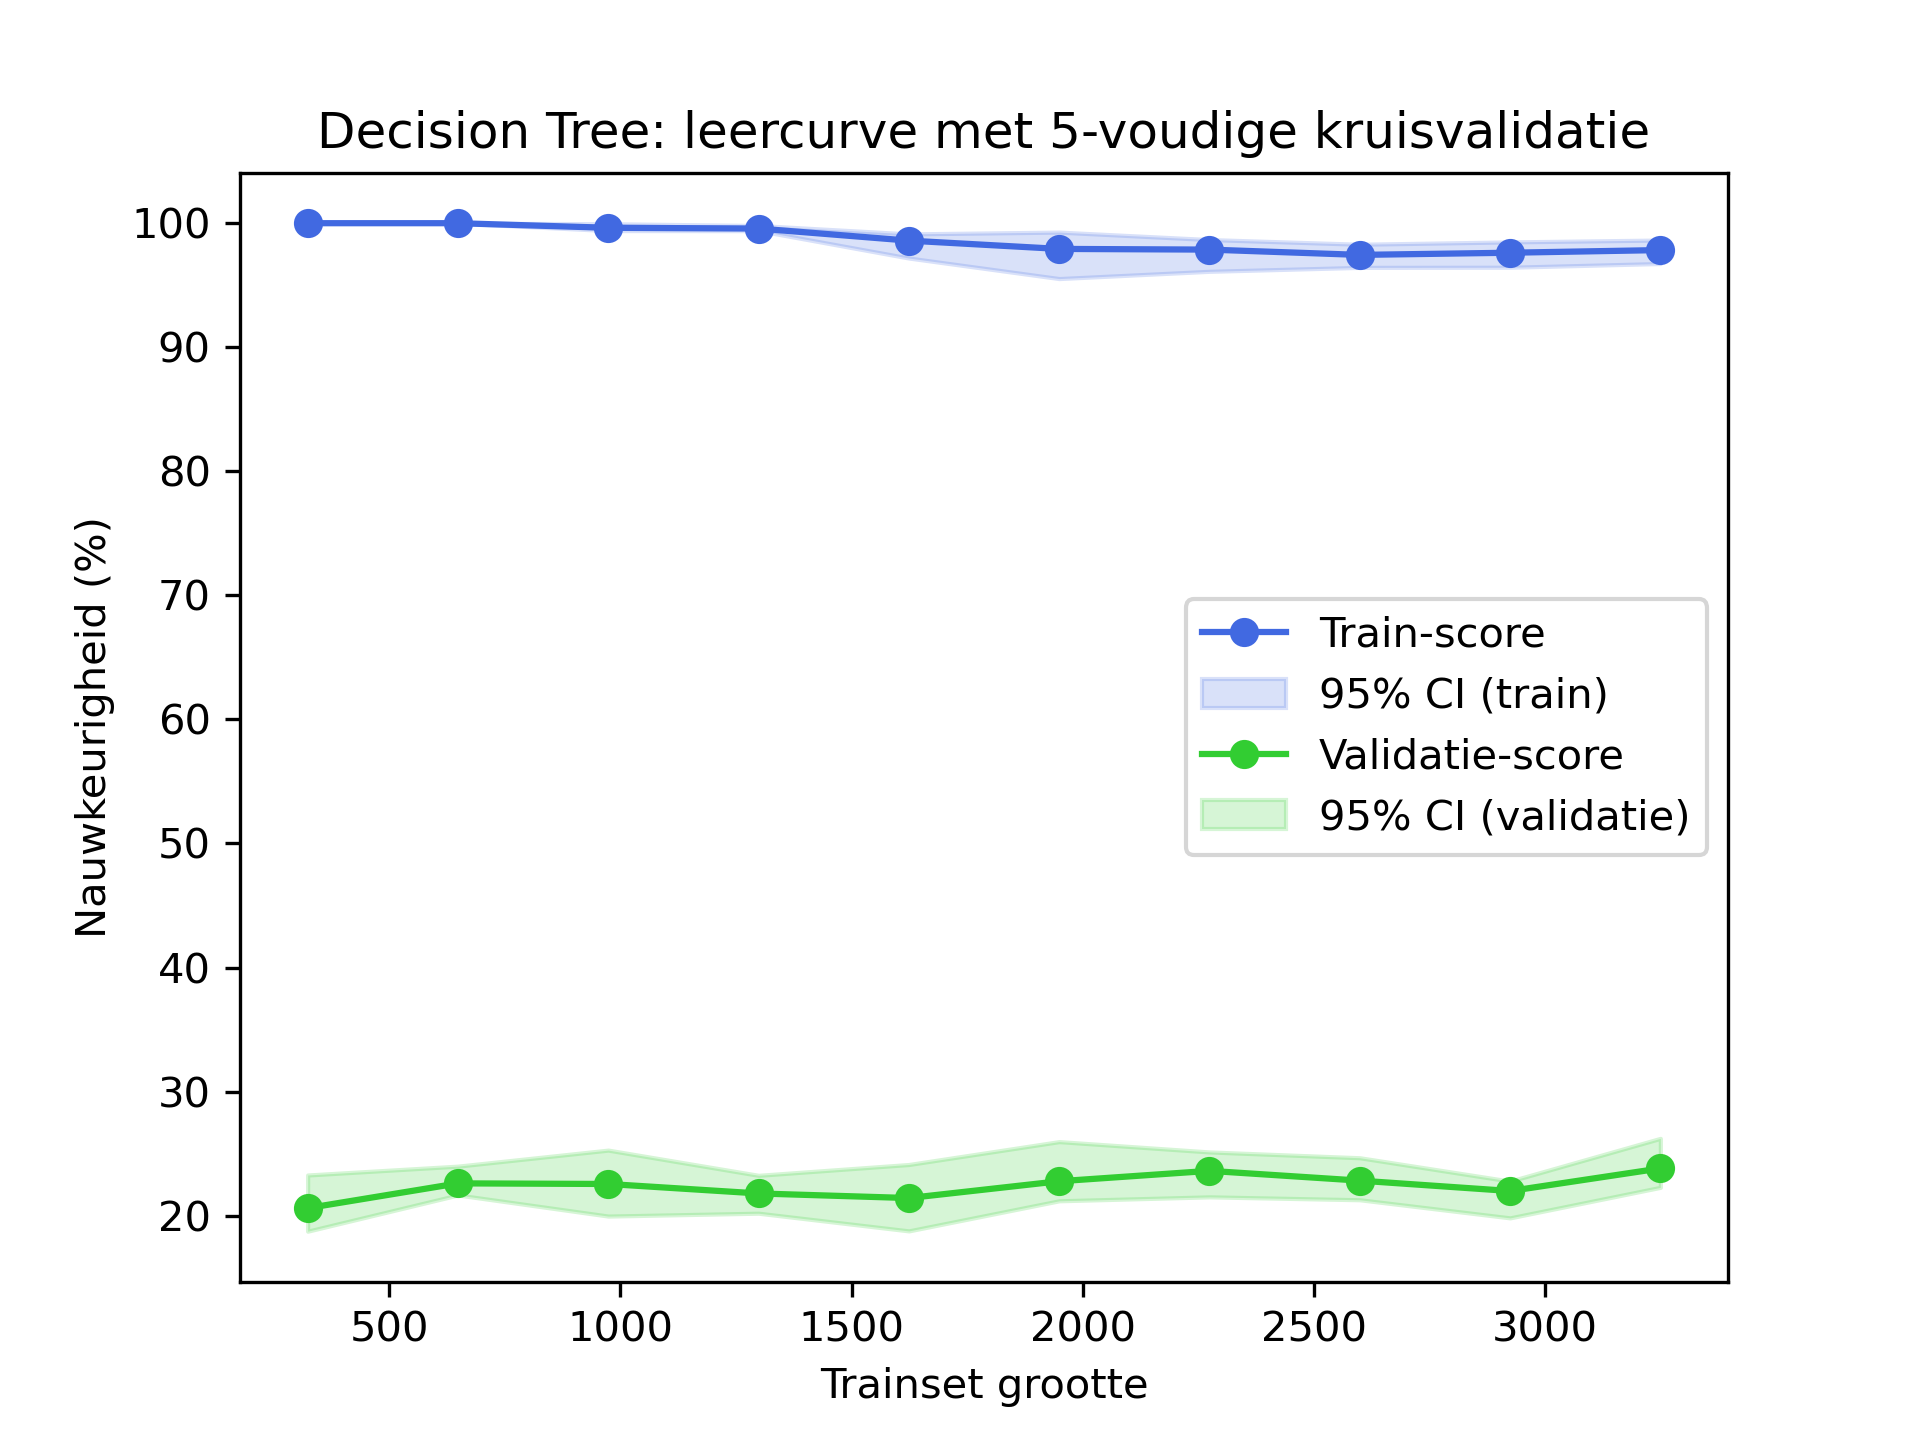 Decision Tree: leercurve met 5-voudige kruisvalidatie
100
90
80
70
60
50
40
30
20
Nauwkeurigheid (%)
Train-score
95% CI (train)
Validatie-score
95% CI (validatie)
500 1000 1500 2000 2500 3000
Trainset grootte